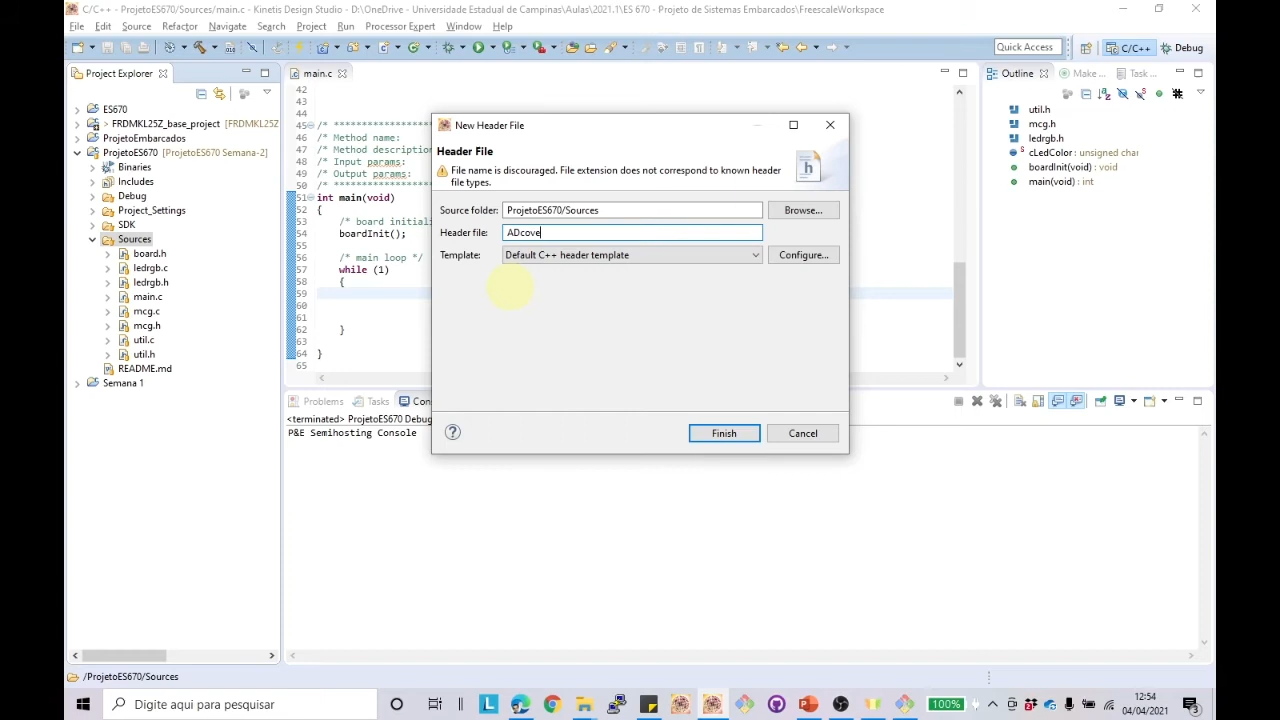 C/C++ - ProjetoES670/Sources/main.c - Kinetis Design Studio - D:\OneDrive - Universidade Estadual de Campinas\Aulas\2021.1\ES 670 - Projeto de Sistemas Embarcados\FreescaleWorkspace
File Edit Source Refactor Navigate Search Project Run Processor Expert Window Help
Quick Access
C/C++
Debug
Project Explorer
main.c
Outline
Make ...
Task ...
ES670
> FRDMKL25Z_base_project [FRDMKL25Z
ProjetoEmbarcados
ProjetoES670 [ProjetoES670 Semana-2]
Binaries
Includes
Debug
Project_Settings
SDK
Sources
board.h
ledrgb.c
ledrgb.h
main.c
mcg.c
mcg.h
util.c
util.h
README.md
Semana 1
42
43
44
45 /* ******************
46 /* Method name:
47 /* Method description
48 /* Input params:
49 /* Output params:
50 /* ******************
51 int main(void)
52 {
53 /* board initiali
54 boardInit();
55
56 /* main loop */
57 while (1)
58 {
59
60
61
62 }
63
64 }
65
New Header File
Header File
File name is discouraged. File extension does not correspond to known header
file types.
h
Source folder: ProjetoES670/Sources Browse...
Header file: ADcove
Template: Default C++ header template Configure...
? Finish Cancel
util.h
mcg.h
ledrgb.h
cLedColor : unsigned char
boardInit(void) : void
main(void) : int
Problems
Tasks
Con
<terminated> ProjetoES670 Debug
P&E Semihosting Console
/ProjetoES670/Sources
Digite aqui para pesquisar
100%
12:54
04/04/2021